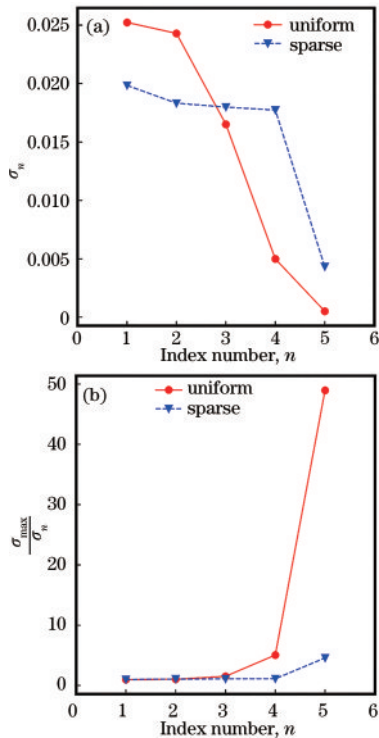 0.025
(a)
uniform
sparse
0.020
0.015
σn
0.010
0.005
0
0 1 2 3 4 5 6
Index number, n
50
(b)
uniform
sparse
40
30
σmax
σn
20
10
0
0 1 2 3 4 5 6
Index number, n